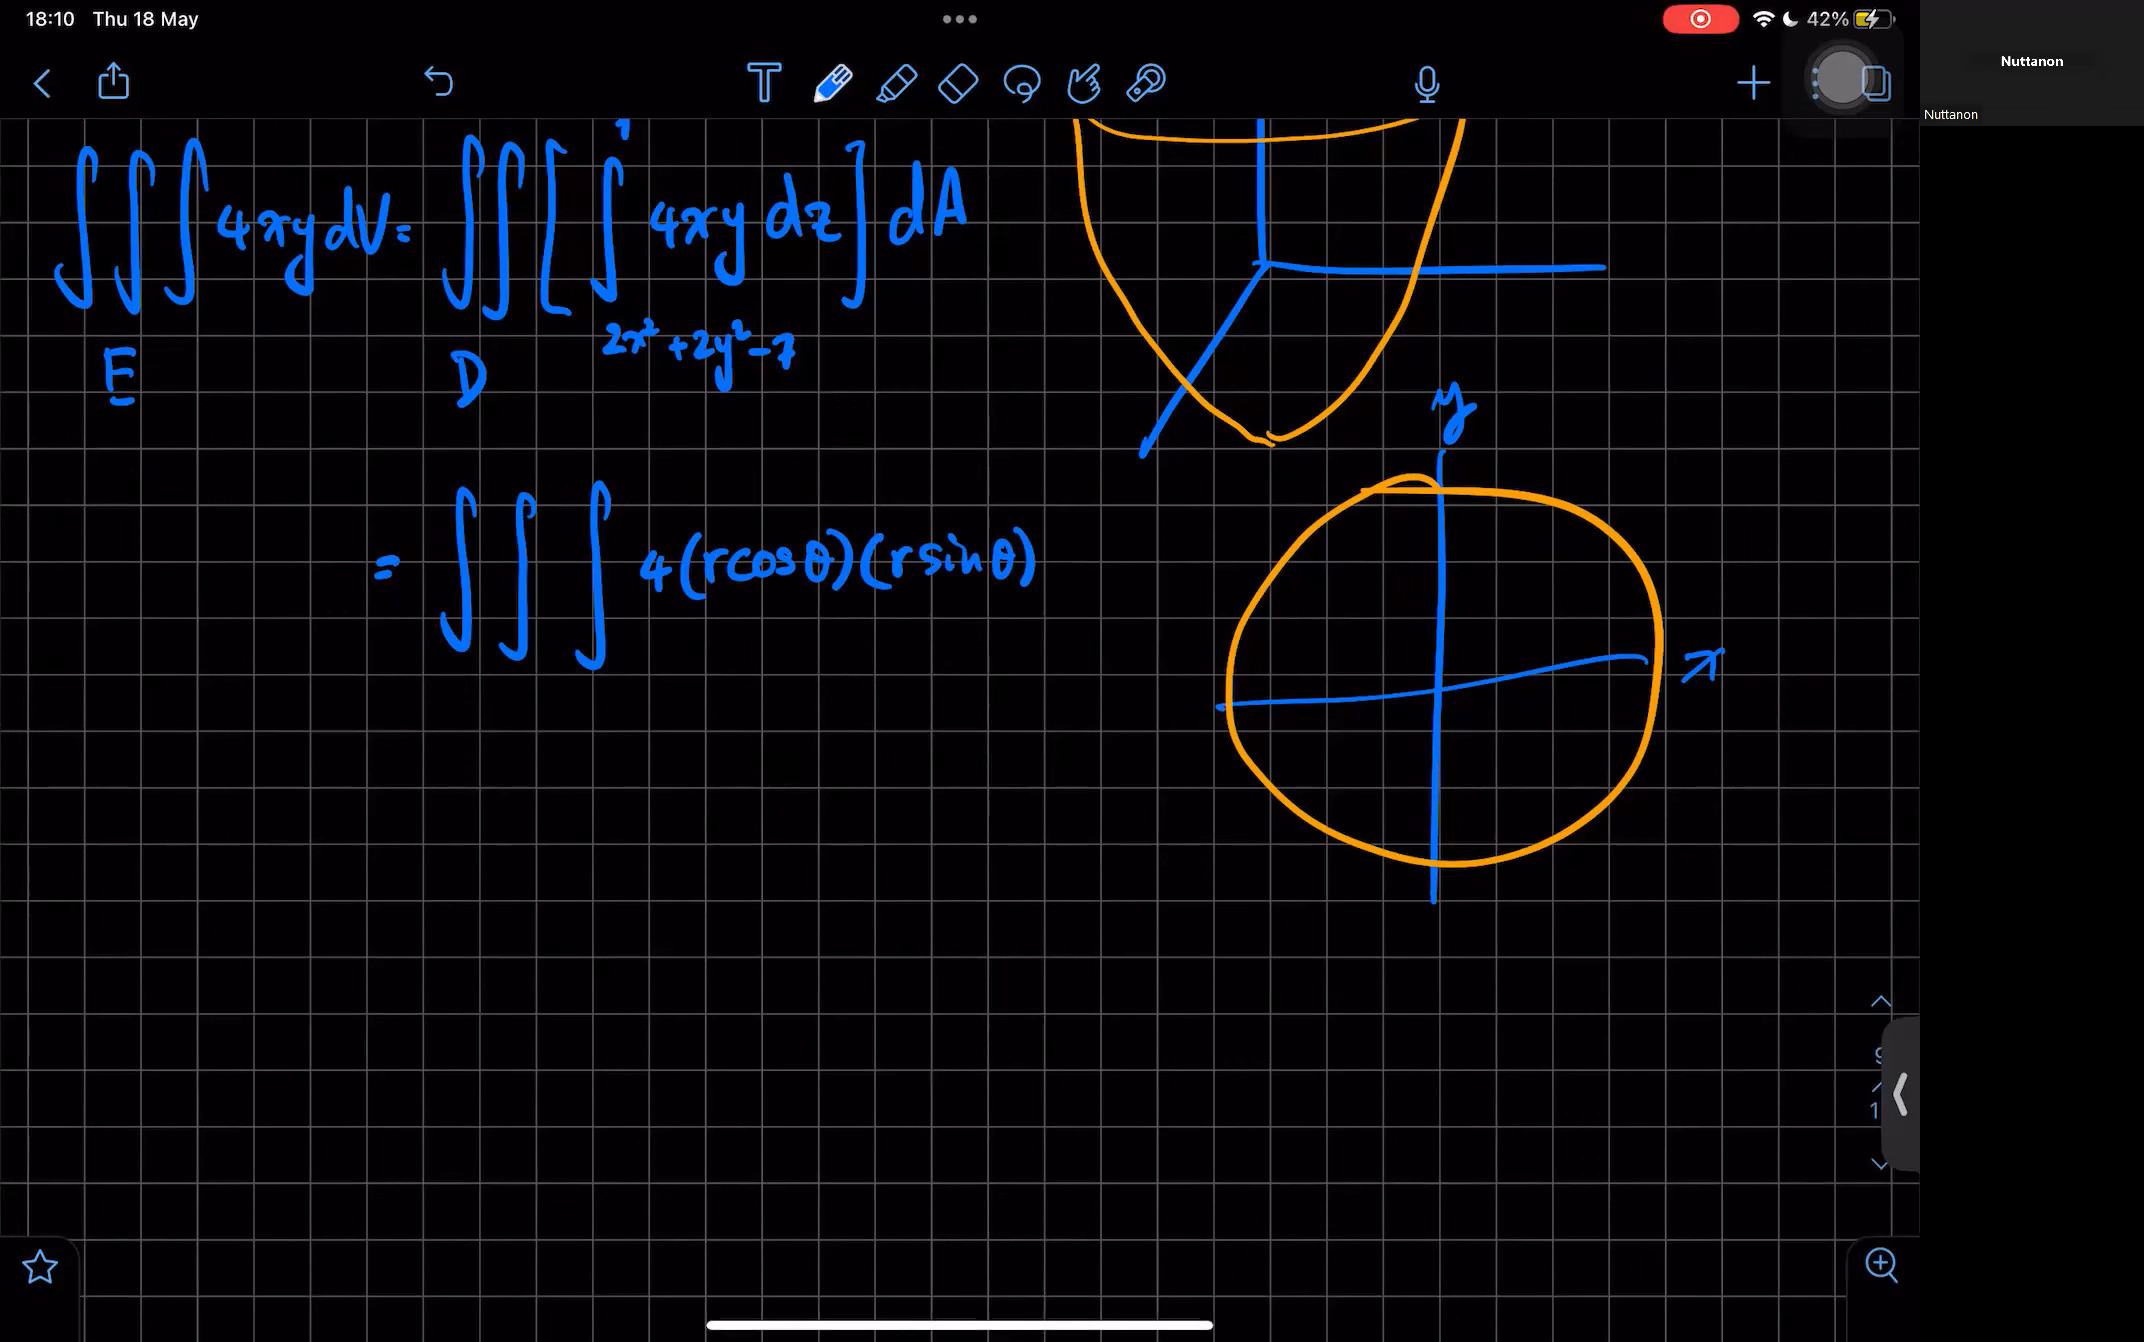 18:10 Thu 18 May
42%
Nuttanon
Nuttanon
∫∫∫ 4xy dV = ∫∫ [ ∫ 4xy dz ] dA
E D 2x² + 2y² - 7
y
= ∫∫∫ 4(rcosθ)(rsinθ)